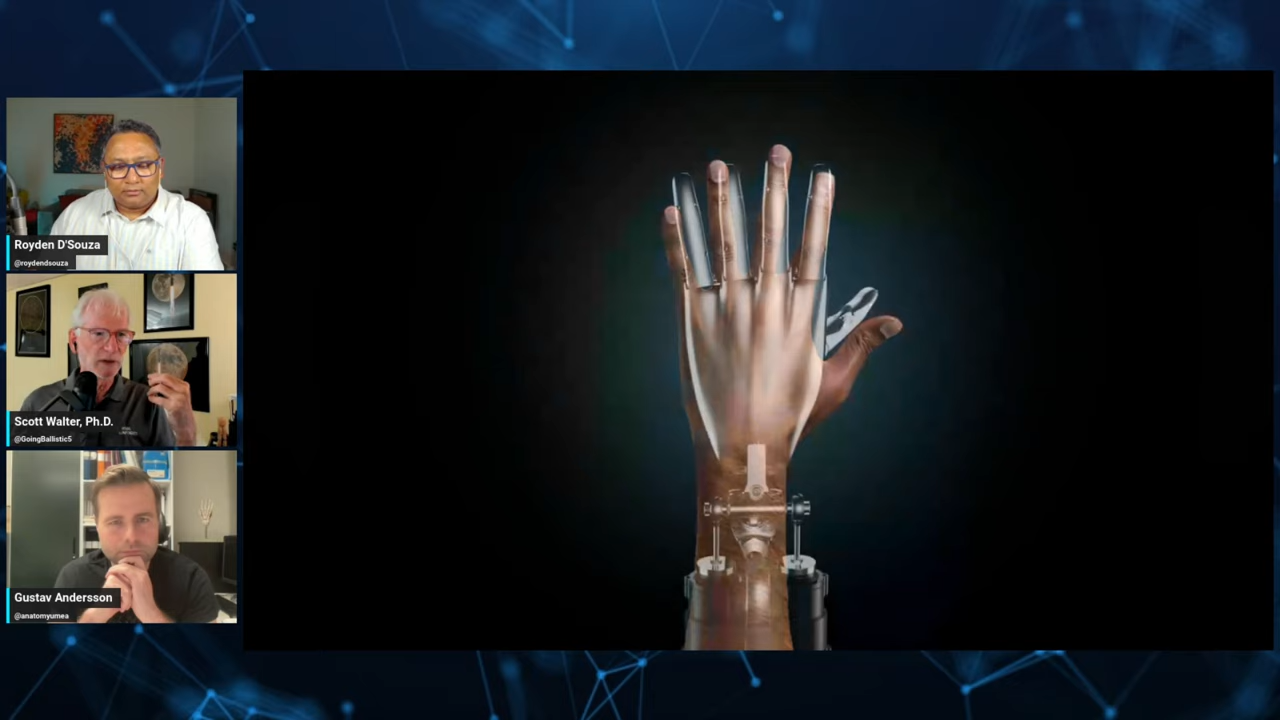 Royden D'Souza
@roydendsouza
Scott Walter, Ph.D.
@GoingBallistic5
Gustav Andersson
@anatomyumea